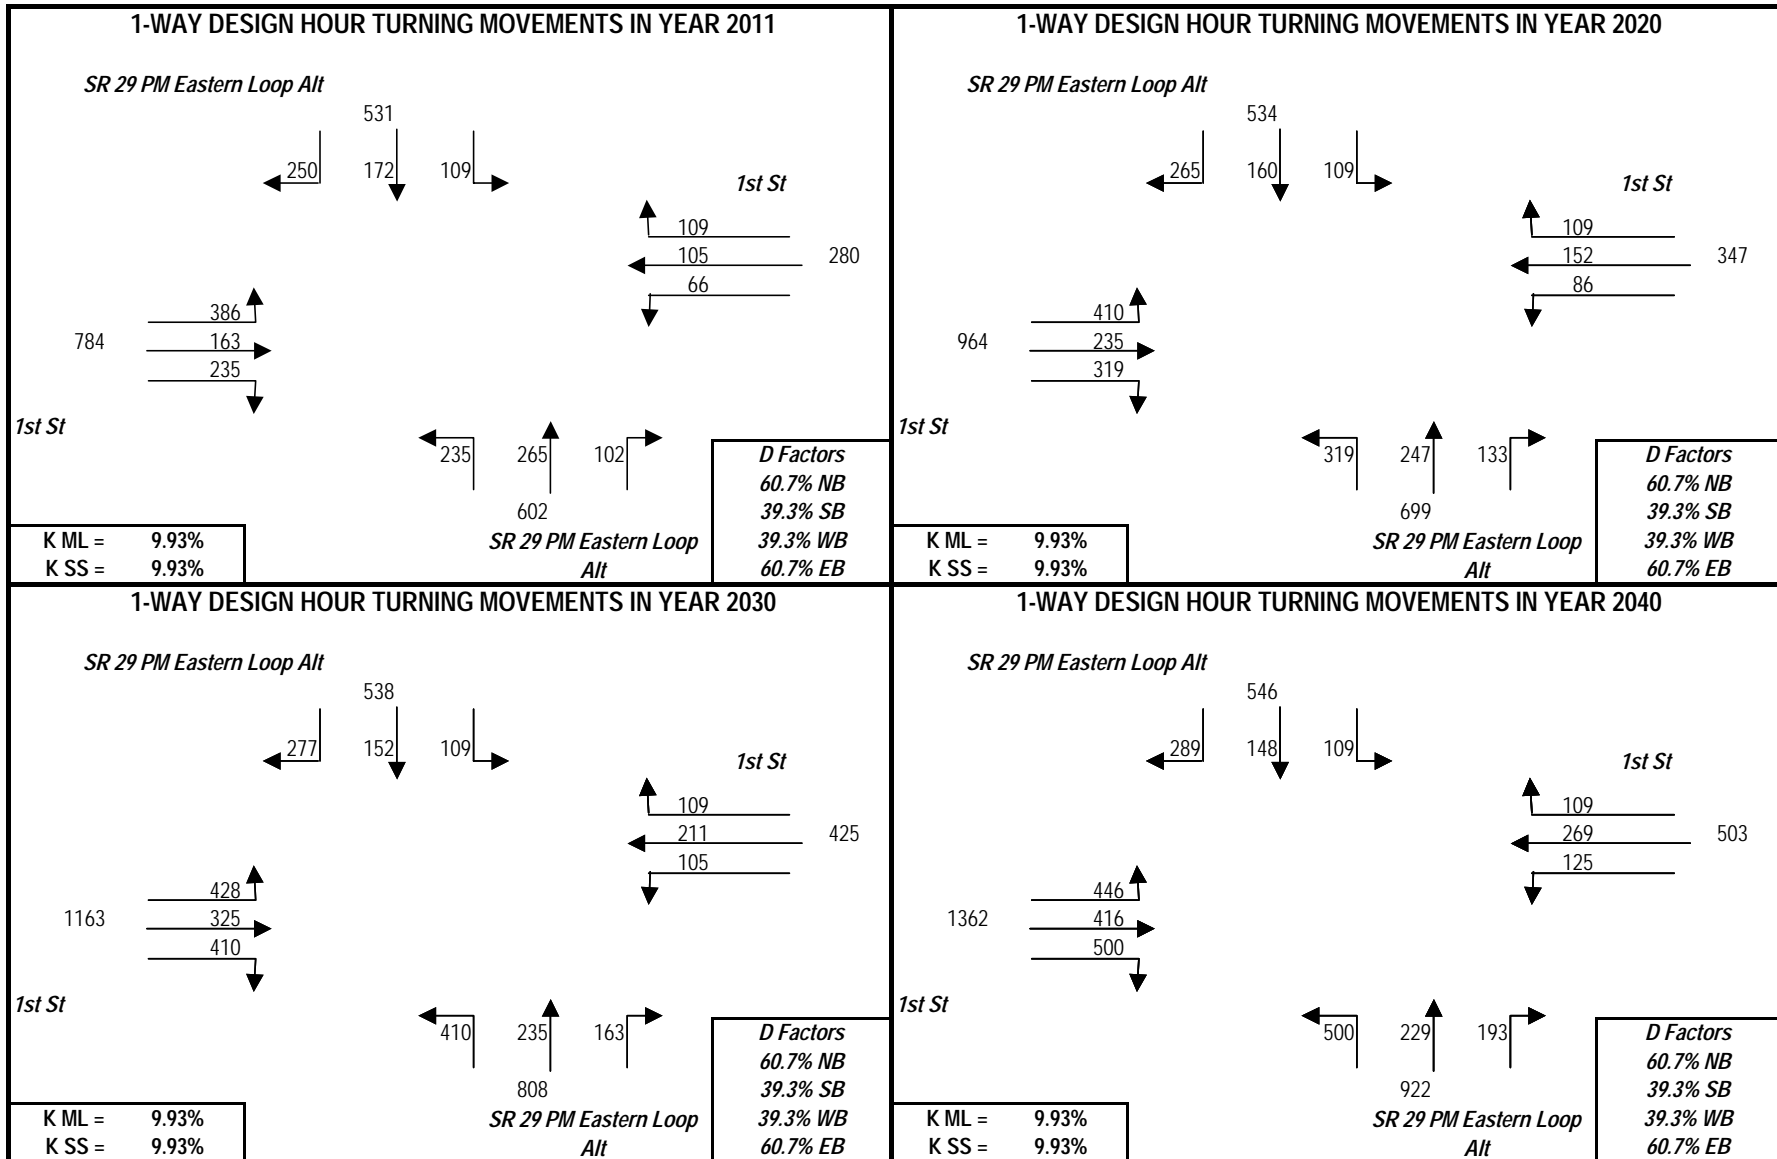 1-WAY DESIGN HOUR TURNING MOVEMENTS IN YEAR 2011
SR 29 PM Eastern Loop Alt
531
250 172 109
1st St
109
105 280
66
386
784 163
235
1st St
235 265 102
602
SR 29 PM Eastern Loop
Alt
D Factors
60.7% NB
39.3% SB
39.3% WB
60.7% EB
K ML = 9.93%
K SS = 9.93%
1-WAY DESIGN HOUR TURNING MOVEMENTS IN YEAR 2020
SR 29 PM Eastern Loop Alt
534
265 160 109
1st St
109
152 347
86
410
964 235
319
1st St
319 247 133
699
SR 29 PM Eastern Loop
Alt
D Factors
60.7% NB
39.3% SB
39.3% WB
60.7% EB
K ML = 9.93%
K SS = 9.93%
1-WAY DESIGN HOUR TURNING MOVEMENTS IN YEAR 2030
SR 29 PM Eastern Loop Alt
538
277 152 109
1st St
109
211 425
105
428
1163 325
410
1st St
410 235 163
808
SR 29 PM Eastern Loop
Alt
D Factors
60.7% NB
39.3% SB
39.3% WB
60.7% EB
K ML = 9.93%
K SS = 9.93%
1-WAY DESIGN HOUR TURNING MOVEMENTS IN YEAR 2040
SR 29 PM Eastern Loop Alt
546
289 148 109
1st St
109
269 503
125
446
1362 416
500
1st St
500 229 193
922
SR 29 PM Eastern Loop
Alt
D Factors
60.7% NB
39.3% SB
39.3% WB
60.7% EB
K ML = 9.93%
K SS = 9.93%